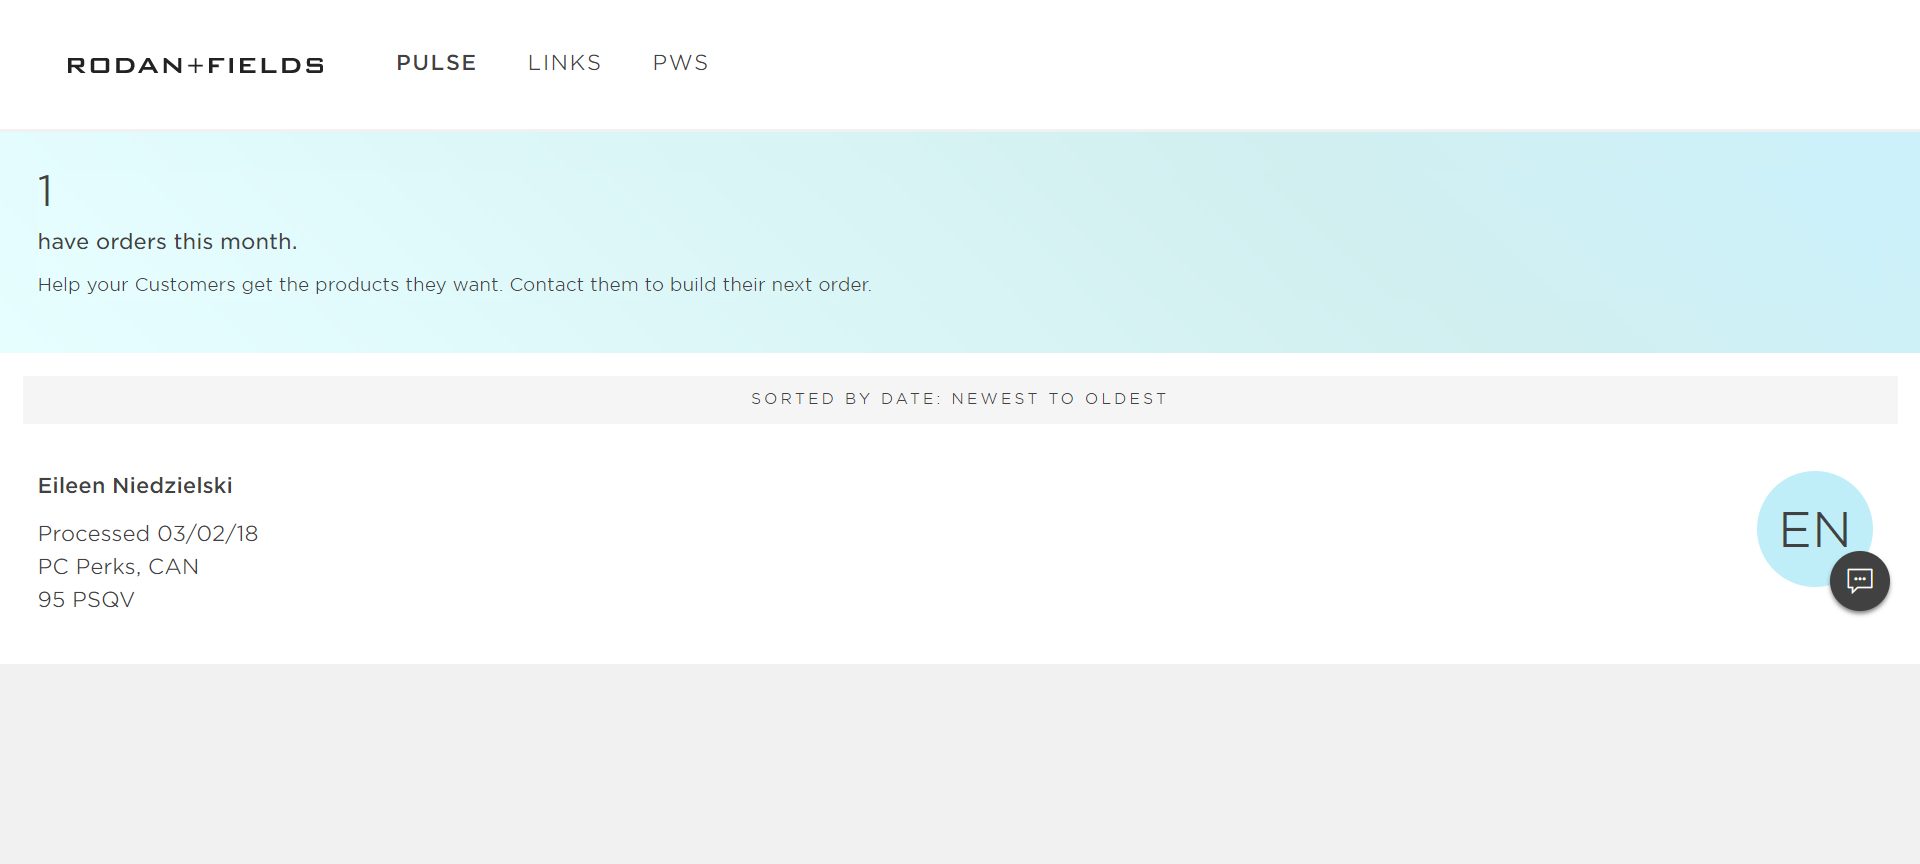 RODAN+FIELDS PULSE LINKS PWS
1
have orders this month.
Help your Customers get the products they want. Contact them to build their next order.
SORTED BY DATE: NEWEST TO OLDEST
Eileen Niedzielski
Processed 03/02/18
PC Perks, CAN
95 PSQV
EN